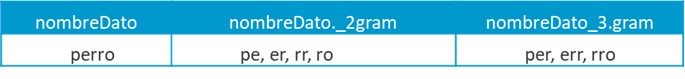 nombreDato nombreDato._2gram nombreDato_3.gram
perro pe, er, rr, ro per, err, rro